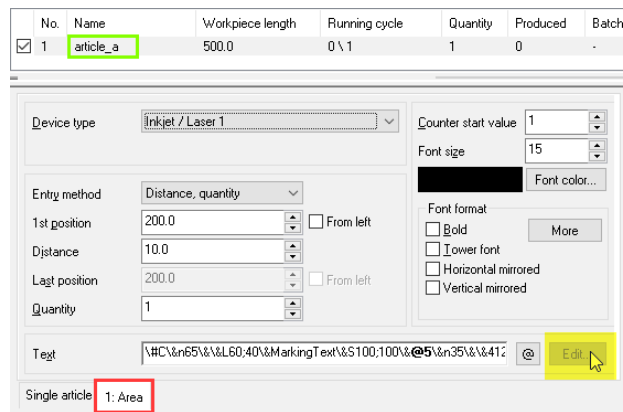 No. Name Workpiece length Running cycle Quantity Produced Batch
1 article_a 500.0 0 \ 1 1 0 -
Device type Inkjet / Laser 1 Counter start value 1
Font size 15
Font color...
Entry method Distance, quantity
1st position 200.0 From left
Distance 10.0
Last position 200.0 From left
Quantity 1
Font format
Bold More
Tower font
Horizontal mirrored
Vertical mirrored
Text \#C\&n65\&\&L60;40\&MarkingText\&S100;100\&@5\&n35\&\&412 @ Edit...
Single article 1: Area